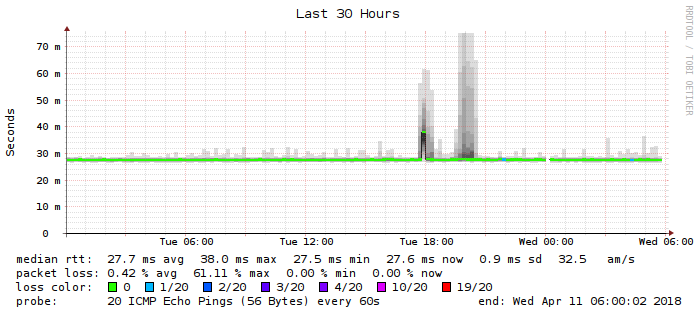 Last 30 Hours
RRDTOOL / TOBI OETIKER
Seconds
70 m
60 m
50 m
40 m
30 m
20 m
10 m
0
Tue 06:00 Tue 12:00 Tue 18:00 Wed 00:00 Wed 06:00
median rtt: 27.7 ms avg 38.0 ms max 27.5 ms min 27.6 ms now 0.9 ms sd 32.5 am/s
packet loss: 0.42 % avg 61.11 % max 0.00 % min 0.00 % now
loss color: 0 1/20 2/20 3/20 4/20 10/20 19/20
probe: 20 ICMP Echo Pings (56 Bytes) every 60s end: Wed Apr 11 06:00:02 2018